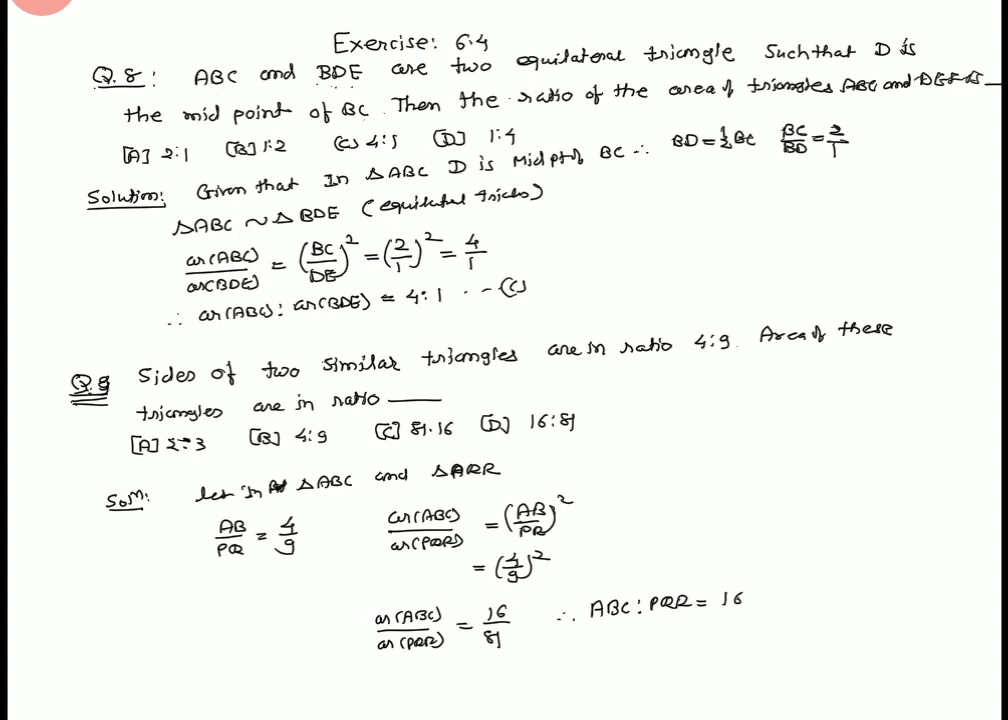 Exercise: 6.4
Q.8: ABC and BDE are two equilateral triangle Such that D is
the mid point of BC. Then the ratio of the area of triangles ABC and
[A] 2:1 [B] 1:2 (C) 4:1 [D] 1:4
Solution: Given that In △ABC D is Mid pt of BC ∴ BD = 1/2 BC BC/BD = 2/1
△ABC ~ △BDE (equilateral
ar(ABC)/ar(BDE) = (BC/DE)² = (2/1)² = 4/1
∴ ar(ABC): ar(BDE) = 4:1 - - (C)
Q.9 Sides of two similar triangles are in ratio 4:9. Area of these
triangles are in ratio ___
[A] 2:3 [B] 4:9 [C] 81:16 [D] 16:81
Soln: let in △ABC and
AB/PQ = 4/9 ar(ABC)/ar(PQR) = (AB/PQ)²
= (4/9)²
ar(ABC)/ar(PQR) = 16/81 ∴ ABC: PQR = 16